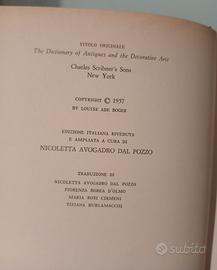 TITOLO ORIGINALE
The Dictionary of Antiques and the Decorative Arts
Charles Scribner's Sons
New York
COPYRIGHT © 1957
BY LOUISE ADE BOGER
EDIZIONE ITALIANA RIVEDUTA
E AMPLIATA A CURA DI
NICOLETTA AVOGADRO DAL POZZO
TRADUZIONE DI
NICOLETTA AVOGADRO DAL POZZO
FIORENZA BOREA D'OLMO
MARIA ROSI CIRMENI
TIZIANA BURLAMACCHI
subito